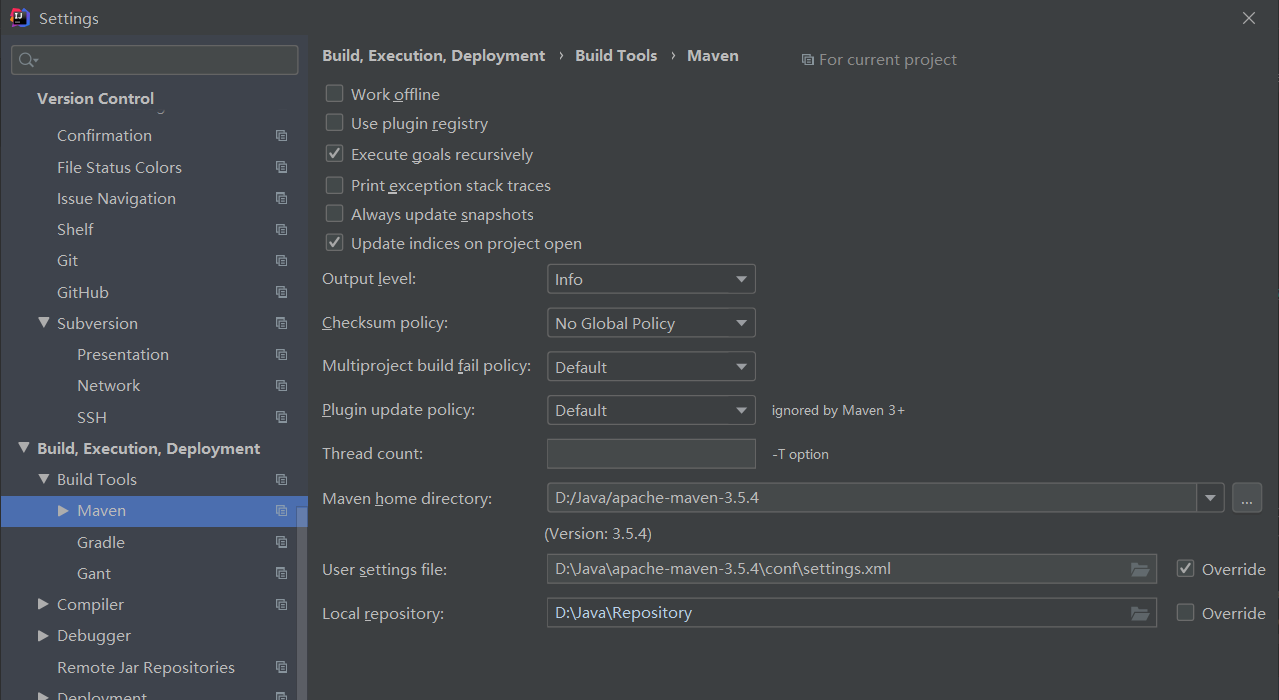 Settings
Version Control
Confirmation
File Status Colors
Issue Navigation
Shelf
Git
GitHub
Subversion
Presentation
Network
SSH
Build, Execution, Deployment
Build Tools
Maven
Gradle
Gant
Compiler
Debugger
Remote Jar Repositories
Deployment
Build, Execution, Deployment › Build Tools › Maven For current project
Work offline
Use plugin registry
Execute goals recursively
Print exception stack traces
Always update snapshots
Update indices on project open
Output level: Info
Checksum policy: No Global Policy
Multiproject build fail policy: Default
Plugin update policy: Default ignored by Maven 3+
Thread count: -T option
Maven home directory: D:/Java/apache-maven-3.5.4 ...
(Version: 3.5.4)
User settings file: D:\Java\apache-maven-3.5.4\conf\settings.xml Override
Local repository: D:\Java\Repository Override